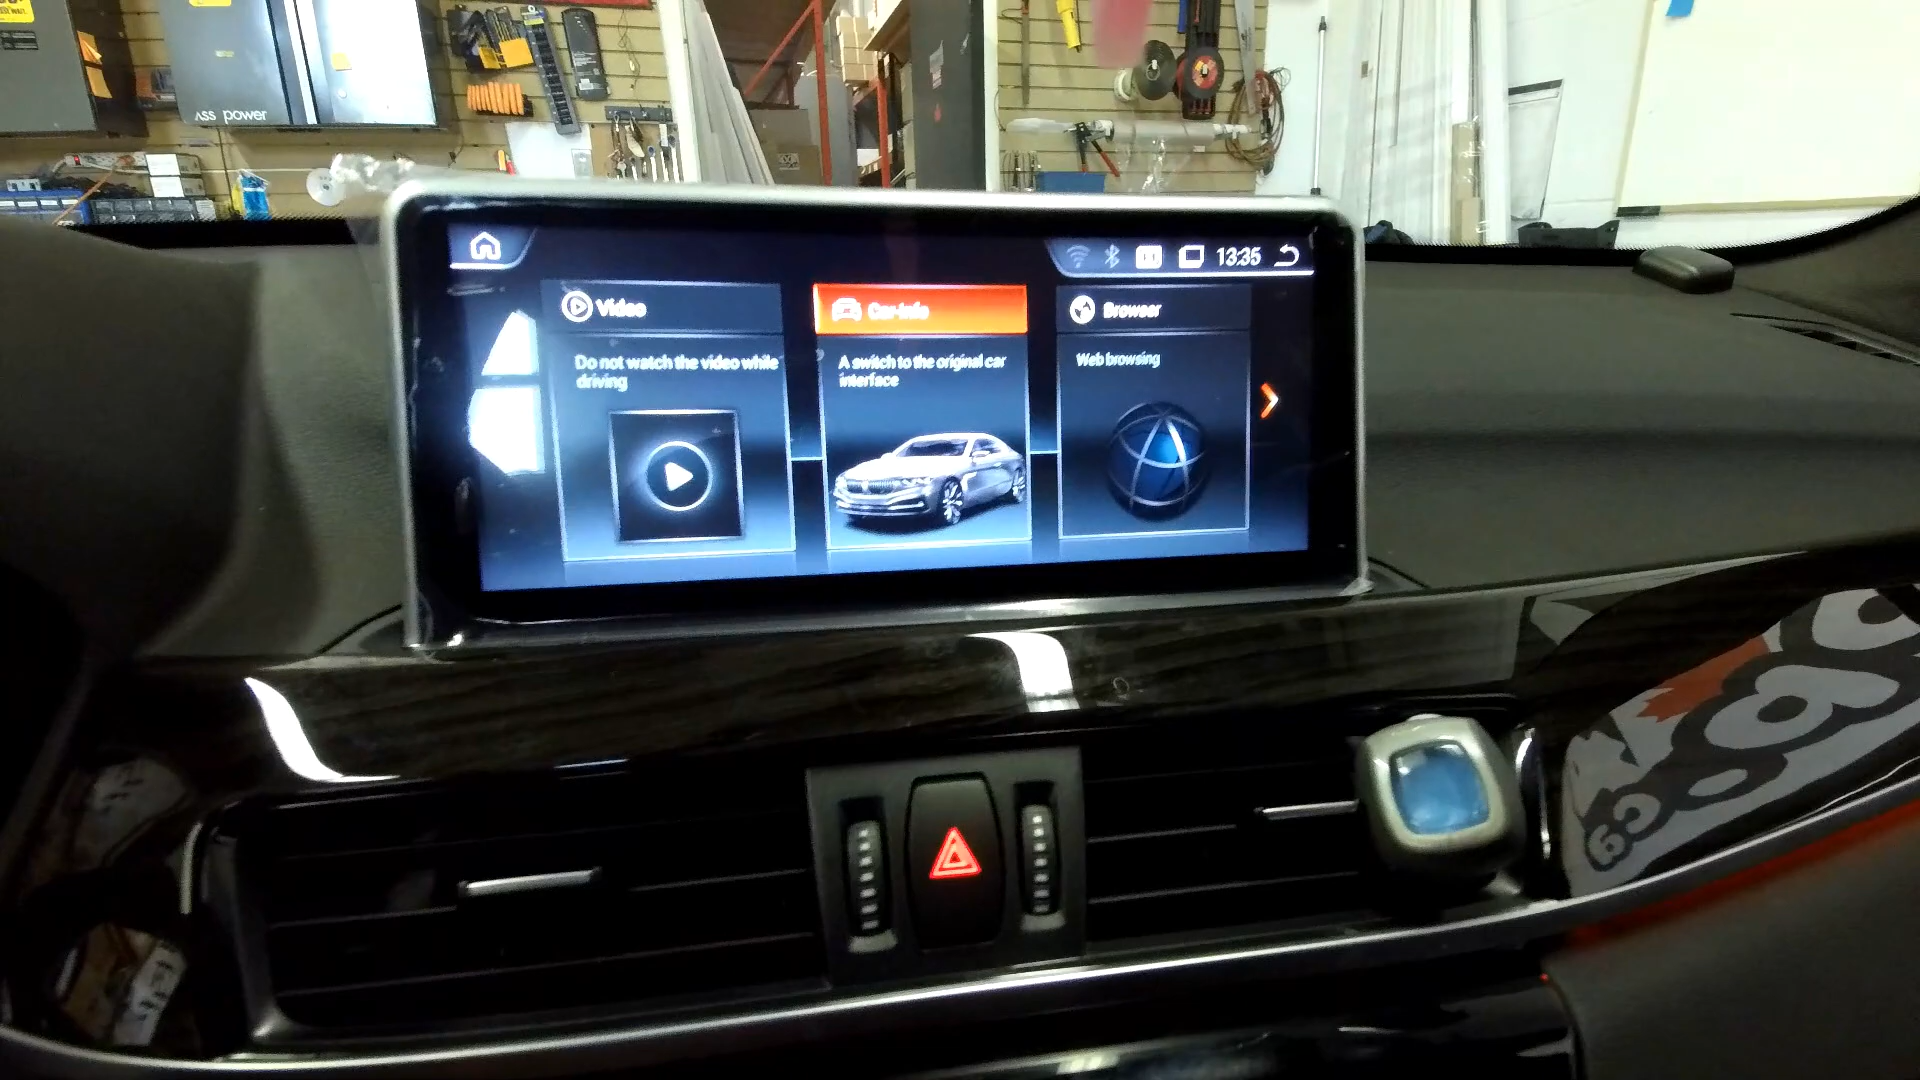 power
13:35
Video
Car-Info
Browser
Do not watch the video while
driving
A switch to the original car
interface
Web browsing